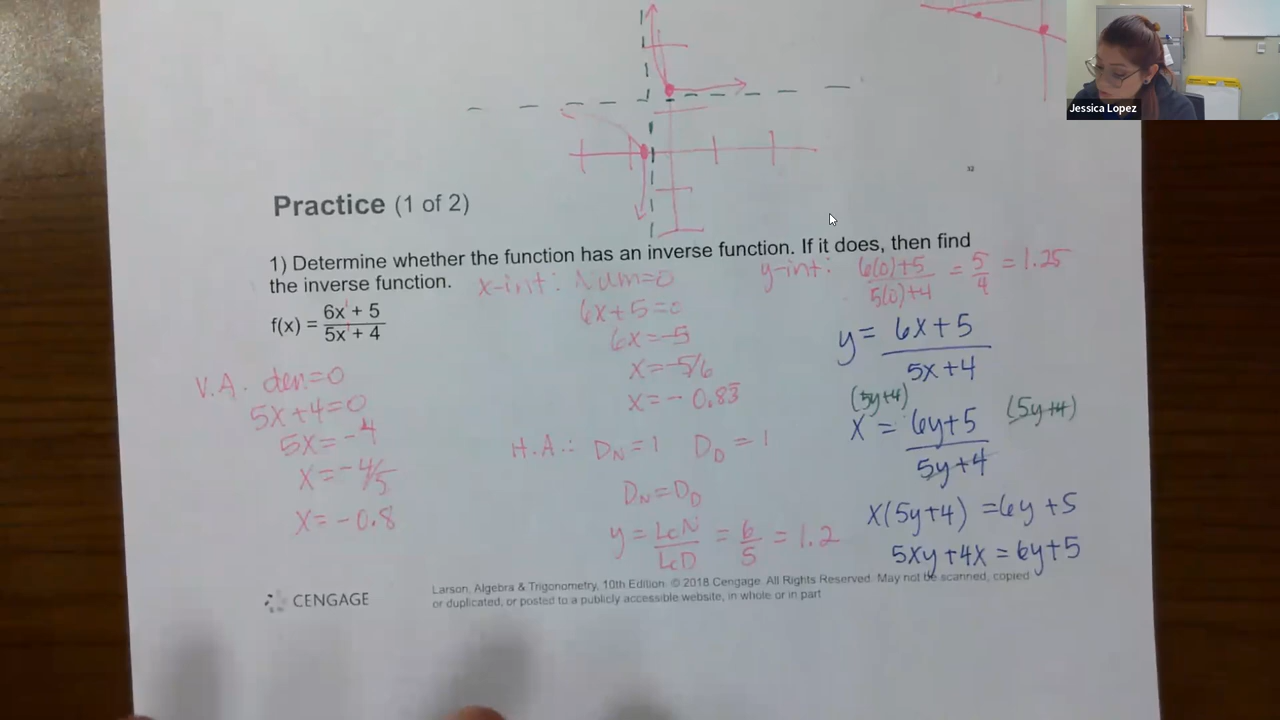 Jessica Lopez
32
Practice (1 of 2)
1) Determine whether the function has an inverse function. If it does, then find
the inverse function.
f(x) = 6x + 5 / 5x + 4
x-int: Num=0
6x+5=0
6x=-5
x=-5/6
x=-0.83̅
y-int: 6(0)+5 / 5(0)+4 = 5/4 = 1.25
V.A. den=0
5x+4=0
5x=-4
x=-4/5
x=-0.8
H.A.: D_N=1 D_D=1
D_N=D_D
y= LCN / LCD = 6/5 = 1.2
y= 6x+5 / 5x+4
(5y+4) x = 6y+5 / 5y+4 (5y+4)
x(5y+4) =6y+5
5xy+4x=6y+5
CENGAGE
Larson, Algebra & Trigonometry, 10th Edition. © 2018 Cengage. All Rights Reserved. May not be scanned, copied
or duplicated, or posted to a publicly accessible website, in whole or in part